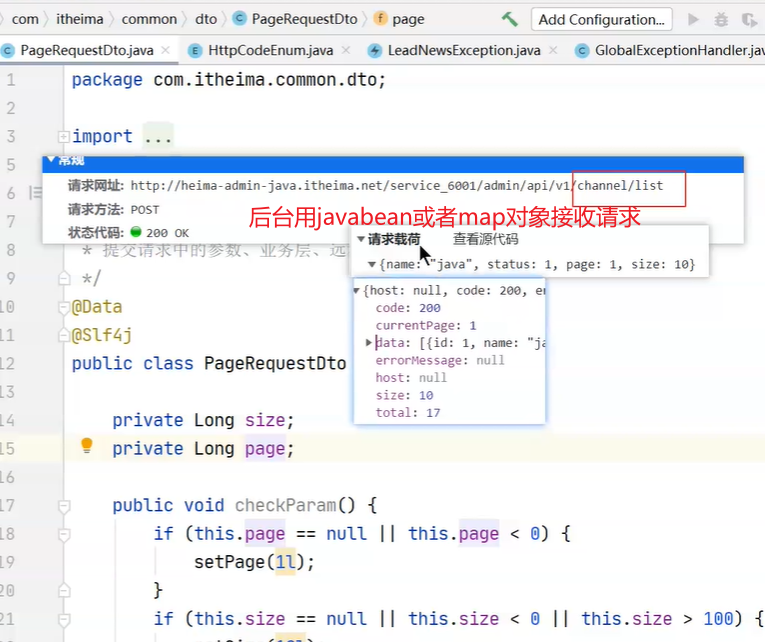 com itheima common dto PageRequestDto page
Add Configuration...
PageRequestDto.java HttpCodeEnum.java LeadNewsException.java GlobalExceptionHandler.jav
1 package com.itheima.common.dto;
2
3 import ...
5 常规
6 请求网址: http://heima-admin-java.itheima.net/service_6001/admin/api/v1/channel/list
7 请求方法: POST
后台用javabean或者map对象接收请求
状态代码: 200 OK
8 * 提交请求中的参数、业务层、远
请求载荷 查看源代码
{name: "java", status: 1, page: 1, size: 10}
9 */
{host: null, code: 200, e
10 @Data
code: 200
currentPage: 1
11 @Slf4j
data: [{id: 1, name: "ja
12 public class PageRequestDto
errorMessage: null
host: null
13
size: 10
total: 17
14 private Long size;
15 private Long page;
16
17 public void checkParam() {
18 if (this.page == null || this.page < 0) {
19 setPage(1l);
20 }
21 if (this.size == null || this.size < 0 || this.size > 100) {